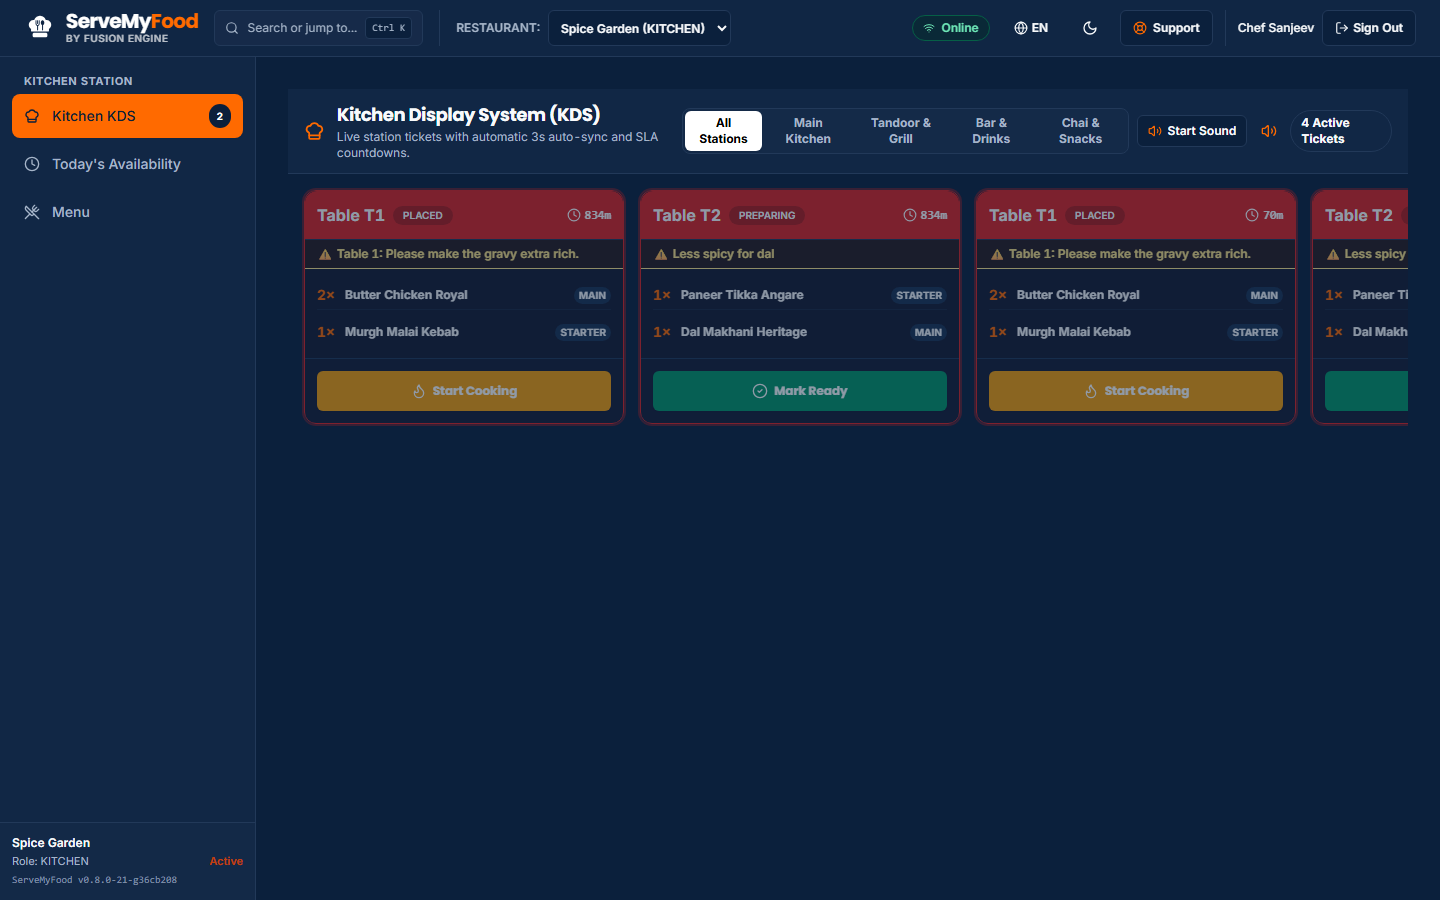 ServeMyFood
BY FUSION ENGINE
Search or jump to...
Ctrl K
RESTAURANT:
Spice Garden (KITCHEN)
Online
EN
Support
Chef Sanjeev
Sign Out
KITCHEN STATION
Kitchen KDS
2
Today's Availability
Menu
Kitchen Display System (KDS)
Live station tickets with automatic 3s auto-sync and SLA
countdowns.
All
Stations
Main
Kitchen
Tandoor &
Grill
Bar &
Drinks
Chai &
Snacks
Start Sound
4 Active
Tickets
Table T1
PLACED
834m
Table 1: Please make the gravy extra rich.
2× Butter Chicken Royal
MAIN
1× Murgh Malai Kebab
STARTER
Start Cooking
Table T2
PREPARING
834m
Less spicy for dal
1× Paneer Tikka Angare
STARTER
1× Dal Makhani Heritage
MAIN
Mark Ready
Table T1
PLACED
70m
Table 1: Please make the gravy extra rich.
2× Butter Chicken Royal
MAIN
1× Murgh Malai Kebab
STARTER
Start Cooking
Table T2
Less spicy
1× Paneer Ti
1× Dal Makh
Spice Garden
Role: KITCHEN
Active
ServeMyFood v0.8.0-21-g36cb208